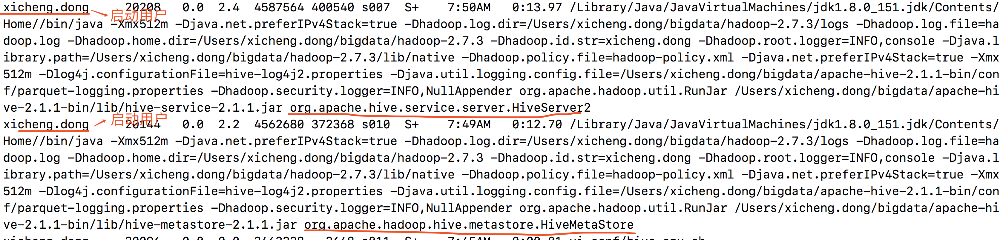 xicheng.dong 20208 0.0 2.4 4587564 400540 s007 S+ 7:50AM 0:13.97 /Library/Java/JavaVirtualMachines/jdk1.8.0_151.jdk/Contents/
启动用户
Home//bin/java -Xmx512m -Djava.net.preferIPv4Stack=true -Dhadoop.log.dir=/Users/xicheng.dong/bigdata/hadoop-2.7.3/logs -Dhadoop.log.file=ha
doop.log -Dhadoop.home.dir=/Users/xicheng.dong/bigdata/hadoop-2.7.3 -Dhadoop.id.str=xicheng.dong -Dhadoop.root.logger=INFO,console -Djava.l
ibrary.path=/Users/xicheng.dong/bigdata/hadoop-2.7.3/lib/native -Dhadoop.policy.file=hadoop-policy.xml -Djava.net.preferIPv4Stack=true -Xmx
512m -Dlog4j.configurationFile=hive-log4j2.properties -Djava.util.logging.config.file=/Users/xicheng.dong/bigdata/apache-hive-2.1.1-bin/con
f/parquet-logging.properties -Dhadoop.security.logger=INFO,NullAppender org.apache.hadoop.util.RunJar /Users/xicheng.dong/bigdata/apache-hi
ve-2.1.1-bin/lib/hive-service-2.1.1.jar org.apache.hive.service.server.HiveServer2
启动用户
xicheng.dong 20144 0.0 2.2 4562680 372368 s010 S+ 7:49AM 0:12.70 /Library/Java/JavaVirtualMachines/jdk1.8.0_151.jdk/Contents/
Home//bin/java -Xmx512m -Djava.net.preferIPv4Stack=true -Dhadoop.log.dir=/Users/xicheng.dong/bigdata/hadoop-2.7.3/logs -Dhadoop.log.file=ha
doop.log -Dhadoop.home.dir=/Users/xicheng.dong/bigdata/hadoop-2.7.3 -Dhadoop.id.str=xicheng.dong -Dhadoop.root.logger=INFO,console -Djava.l
ibrary.path=/Users/xicheng.dong/bigdata/hadoop-2.7.3/lib/native -Dhadoop.policy.file=hadoop-policy.xml -Djava.net.preferIPv4Stack=true -Xmx
512m -Dlog4j.configurationFile=hive-log4j2.properties -Djava.util.logging.config.file=/Users/xicheng.dong/bigdata/apache-hive-2.1.1-bin/con
f/parquet-logging.properties -Dhadoop.security.logger=INFO,NullAppender org.apache.hadoop.util.RunJar /Users/xicheng.dong/bigdata/apache-hi
ve-2.1.1-bin/lib/hive-metastore-2.1.1.jar org.apache.hadoop.hive.metastore.HiveMetaStore